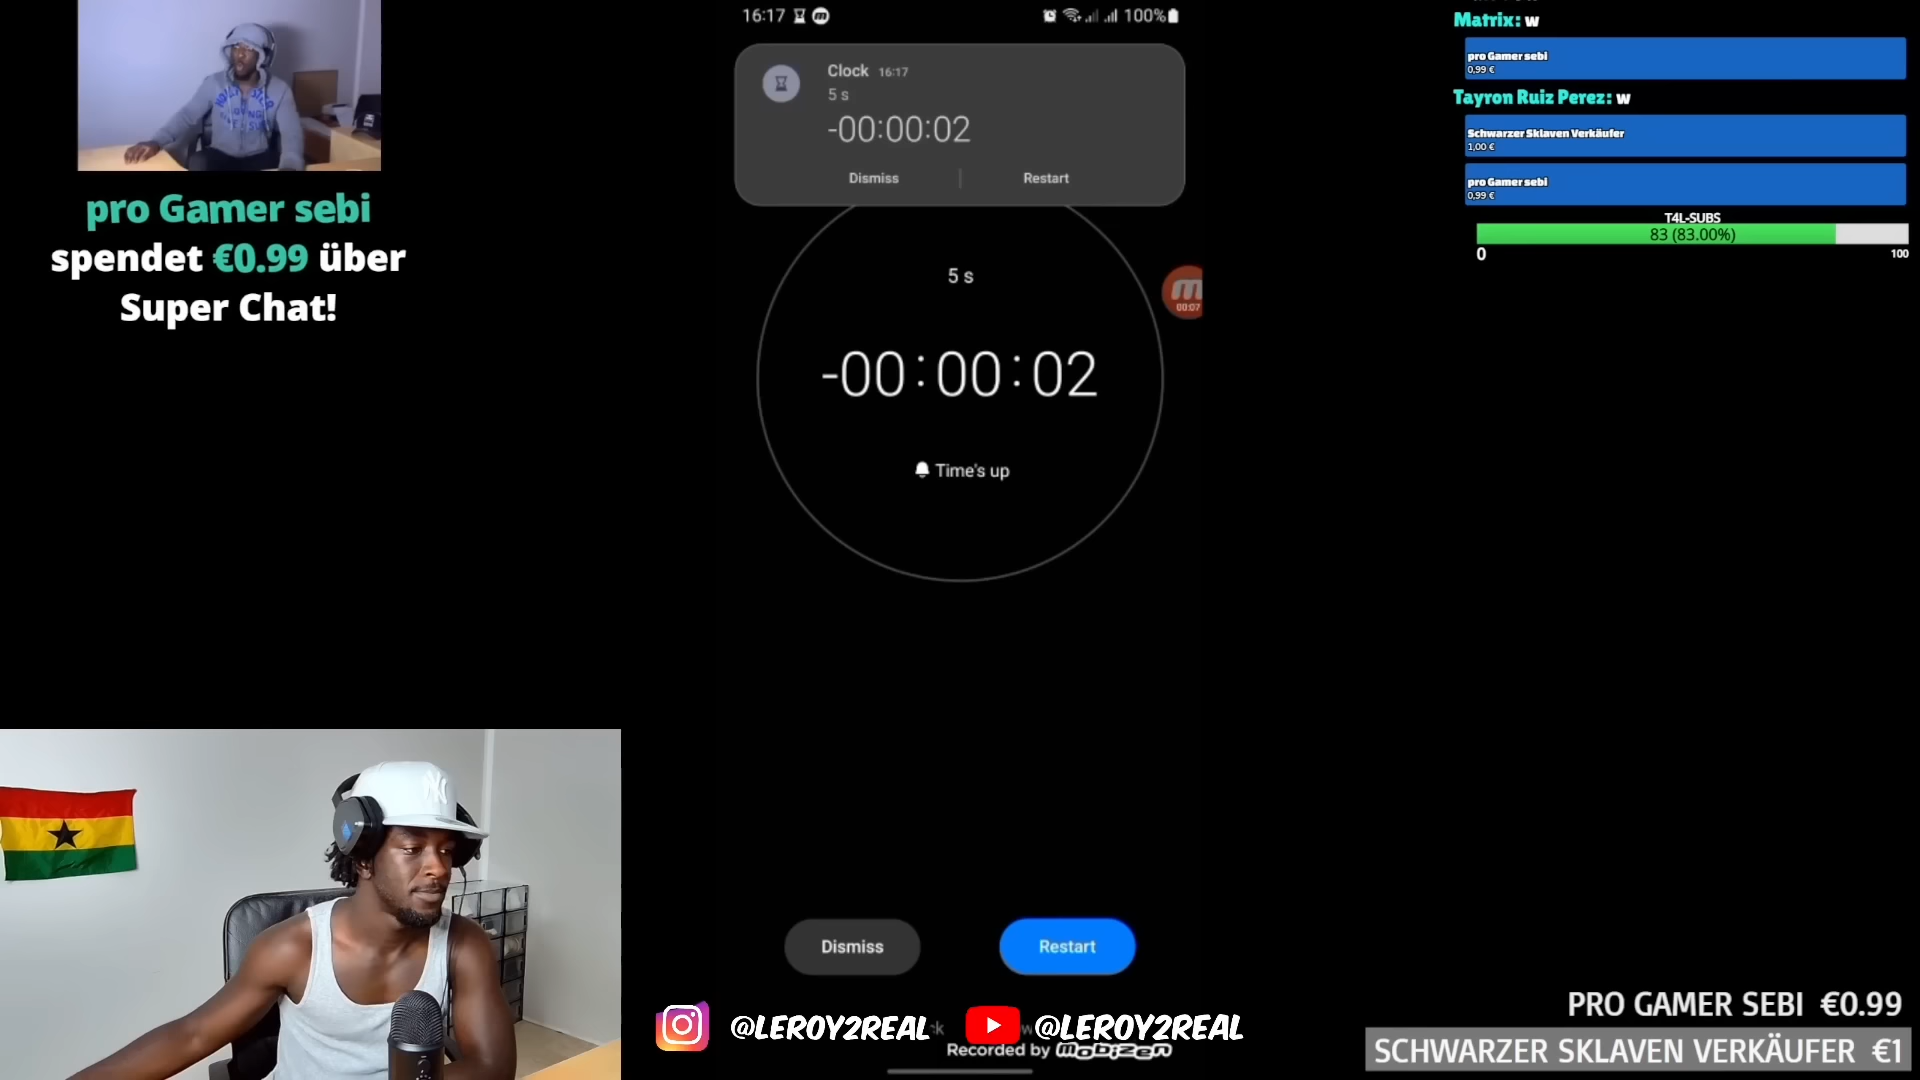 pro Gamer sebi
spendet €0.99 über
Super Chat!
16:17
100%
Clock 16:17
5 s
-00:00:02
Dismiss
Restart
5 s
-00:00:02
Time's up
00:07
Dismiss
Restart
@LEROY2REAL
@LEROY2REAL
Recorded by mobizen
Matrix: w
pro Gamer sebi
0,99 €
Tayron Ruiz Perez: w
Schwarzer Sklaven Verkäufer
1,00 €
pro Gamer sebi
0,99 €
T4L-SUBS
83 (83.00%)
0
100
PRO GAMER SEBI €0.99
SCHWARZER SKLAVEN VERKÄUFER €1